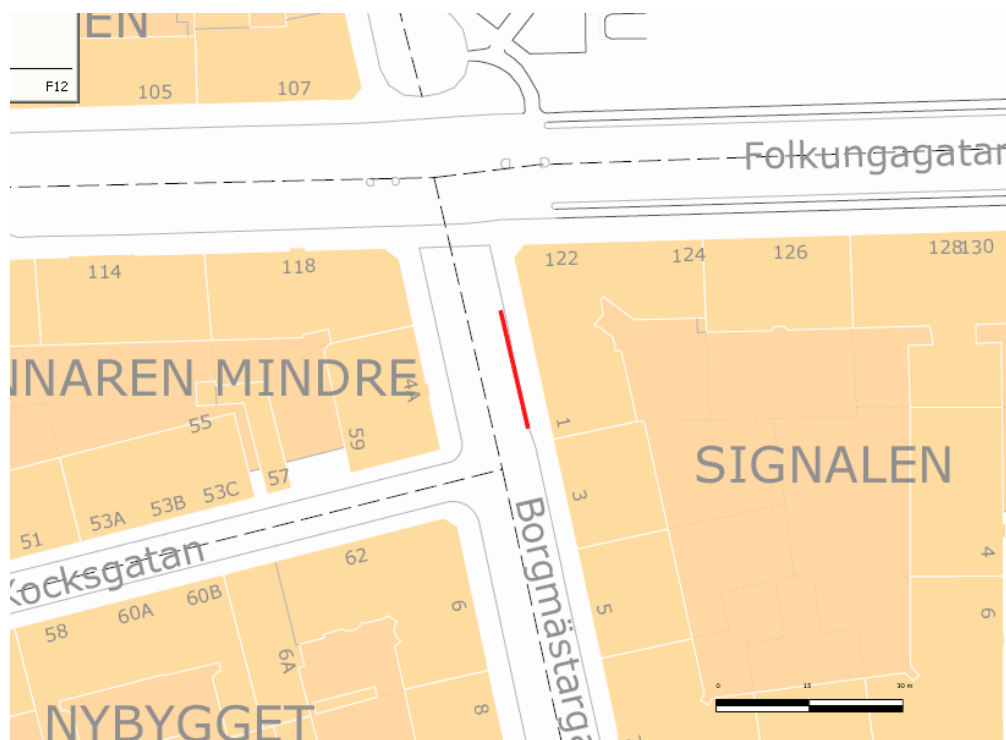 EN
F12
105
107
Folkungagatan
114
118
122
124
126
128
130
NNAREN MINDRE
4A
55
59
57
1
SIGNALEN
53C
53B
53A
51
3
Kocksgatan
Borgmästarga
62
4
60B
60A
58
6
5
6
6A
0
15
30 m
8
NYBYGGET